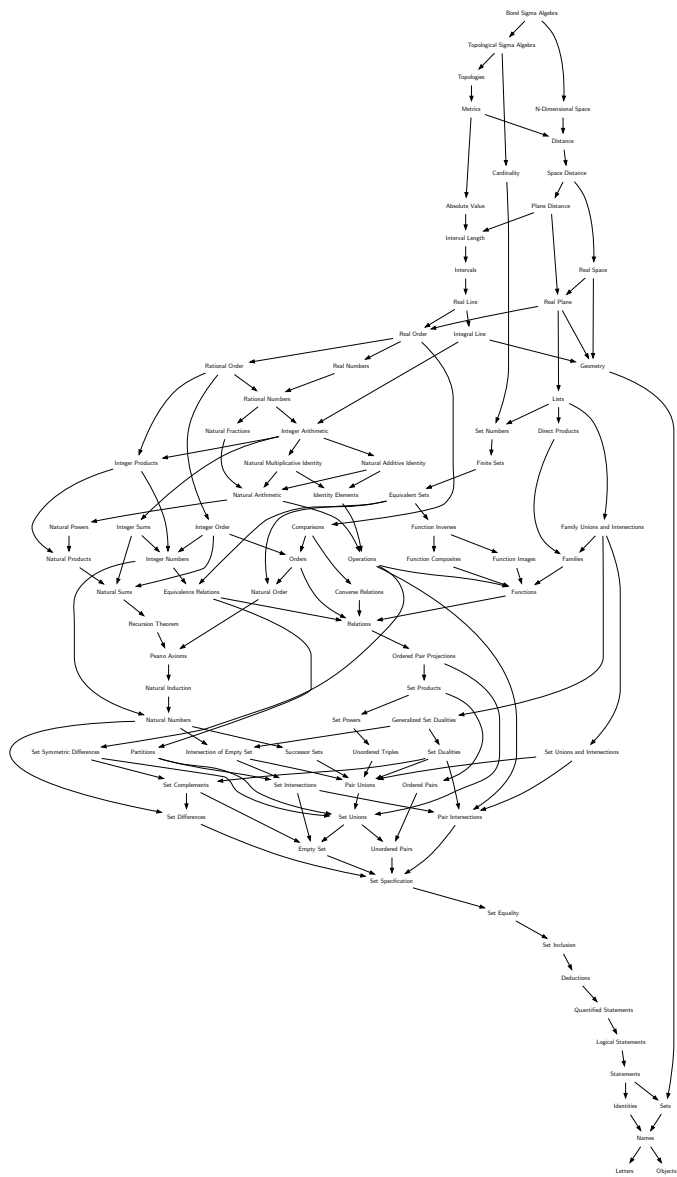 Borel Sigma Algebra
Topological Sigma Algebra
Topologies
Metrics
N-Dimensional Space
Distance
Cardinality
Space Distance
Absolute Value
Plane Distance
Interval Length
Intervals
Real Space
Real Line
Real Plane
Real Order
Integral Line
Rational Order
Real Numbers
Geometry
Rational Numbers
Lists
Natural Fractions
Integer Arithmetic
Set Numbers
Direct Products
Integer Products
Natural Multiplicative Identity
Natural Additive Identity
Finite Sets
Natural Arithmetic
Identity Elements
Equivalent Sets
Natural Powers
Integer Sums
Integer Order
Comparisons
Function Inverses
Family Unions and Intersections
Natural Products
Integer Numbers
Orders
Operations
Function Composites
Function Images
Families
Natural Sums
Equivalence Relations
Natural Order
Converse Relations
Functions
Recursion Theorem
Relations
Peano Axioms
Ordered Pair Projections
Natural Induction
Set Products
Natural Numbers
Set Powers
Generalized Set Dualities
Set Symmetric Differences
Partitions
Intersection of Empty Set
Successor Sets
Unordered Triples
Set Dualities
Set Unions and Intersections
Set Complements
Set Intersections
Pair Unions
Ordered Pairs
Set Differences
Set Unions
Pair Intersections
Empty Set
Unordered Pairs
Set Specification
Set Equality
Set Inclusion
Deductions
Quantified Statements
Logical Statements
Statements
Identities
Sets
Names
Letters
Objects